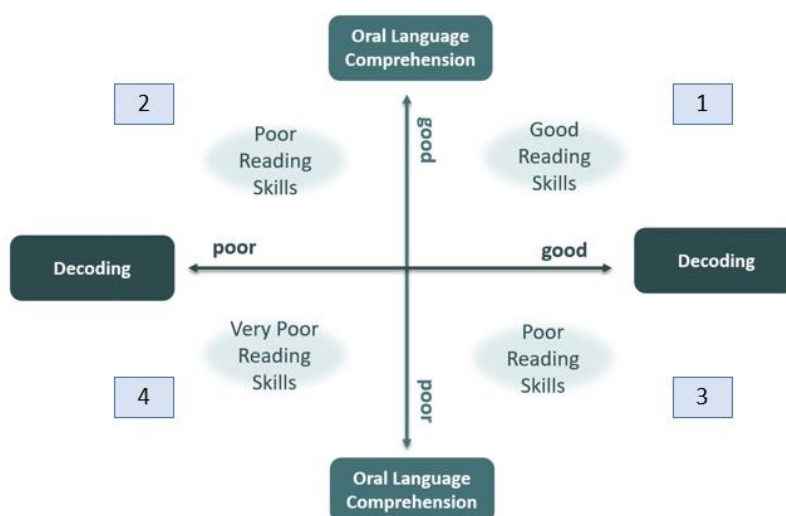 Oral Language
Comprehension
2
1
Poor
Reading
Skills
good
Good
Reading
Skills
Decoding
poor
good
Decoding
Very Poor
Reading
Skills
poor
Poor
Reading
Skills
4
3
Oral Language
Comprehension